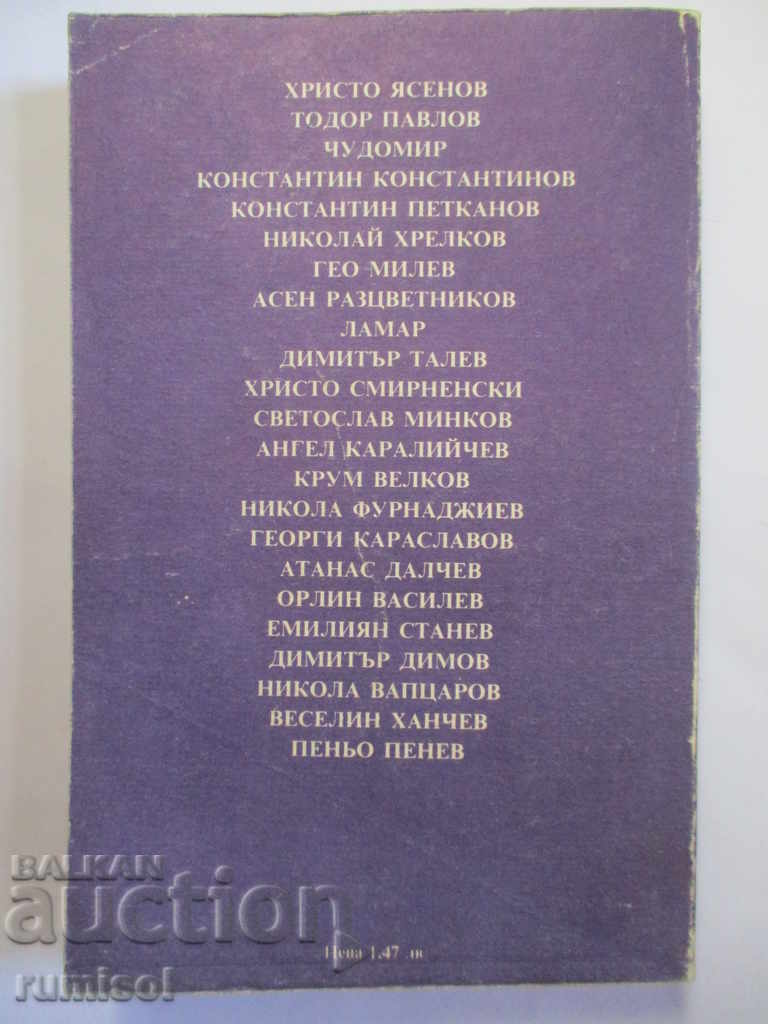 ХРИСТО ЯСЕНОВ
ТОДОР ПАВЛОВ
ЧУДОМИР
КОНСТАНТИН КОНСТАНТИНОВ
КОНСТАНТИН ПЕТКАНОВ
НИКОЛАЙ ХРЕЛКОВ
ГЕО МИЛЕВ
АСЕН РАЗЦВЕТНИКОВ
ЛАМАР
ДИМИТЪР ТАЛЕВ
ХРИСТО СМИРНЕНСКИ
СВЕТОСЛАВ МИНКОВ
АНГЕЛ КАРАЛИЙЧЕВ
КРУМ ВЕЛКОВ
НИКОЛА ФУРНАДЖИЕВ
ГЕОРГИ КАРАСЛАВОВ
АТАНАС ДАЛЧЕВ
ОРЛИН ВАСИЛЕВ
ЕМИЛИЯН СТАНЕВ
ДИМИТЪР ДИМОВ
НИКОЛА ВАПЦАРОВ
ВЕСЕЛИН ХАНЧЕВ
ПЕНЬО ПЕНЕВ
BALKAN
auction
Цена 1.47 лв
rumisol